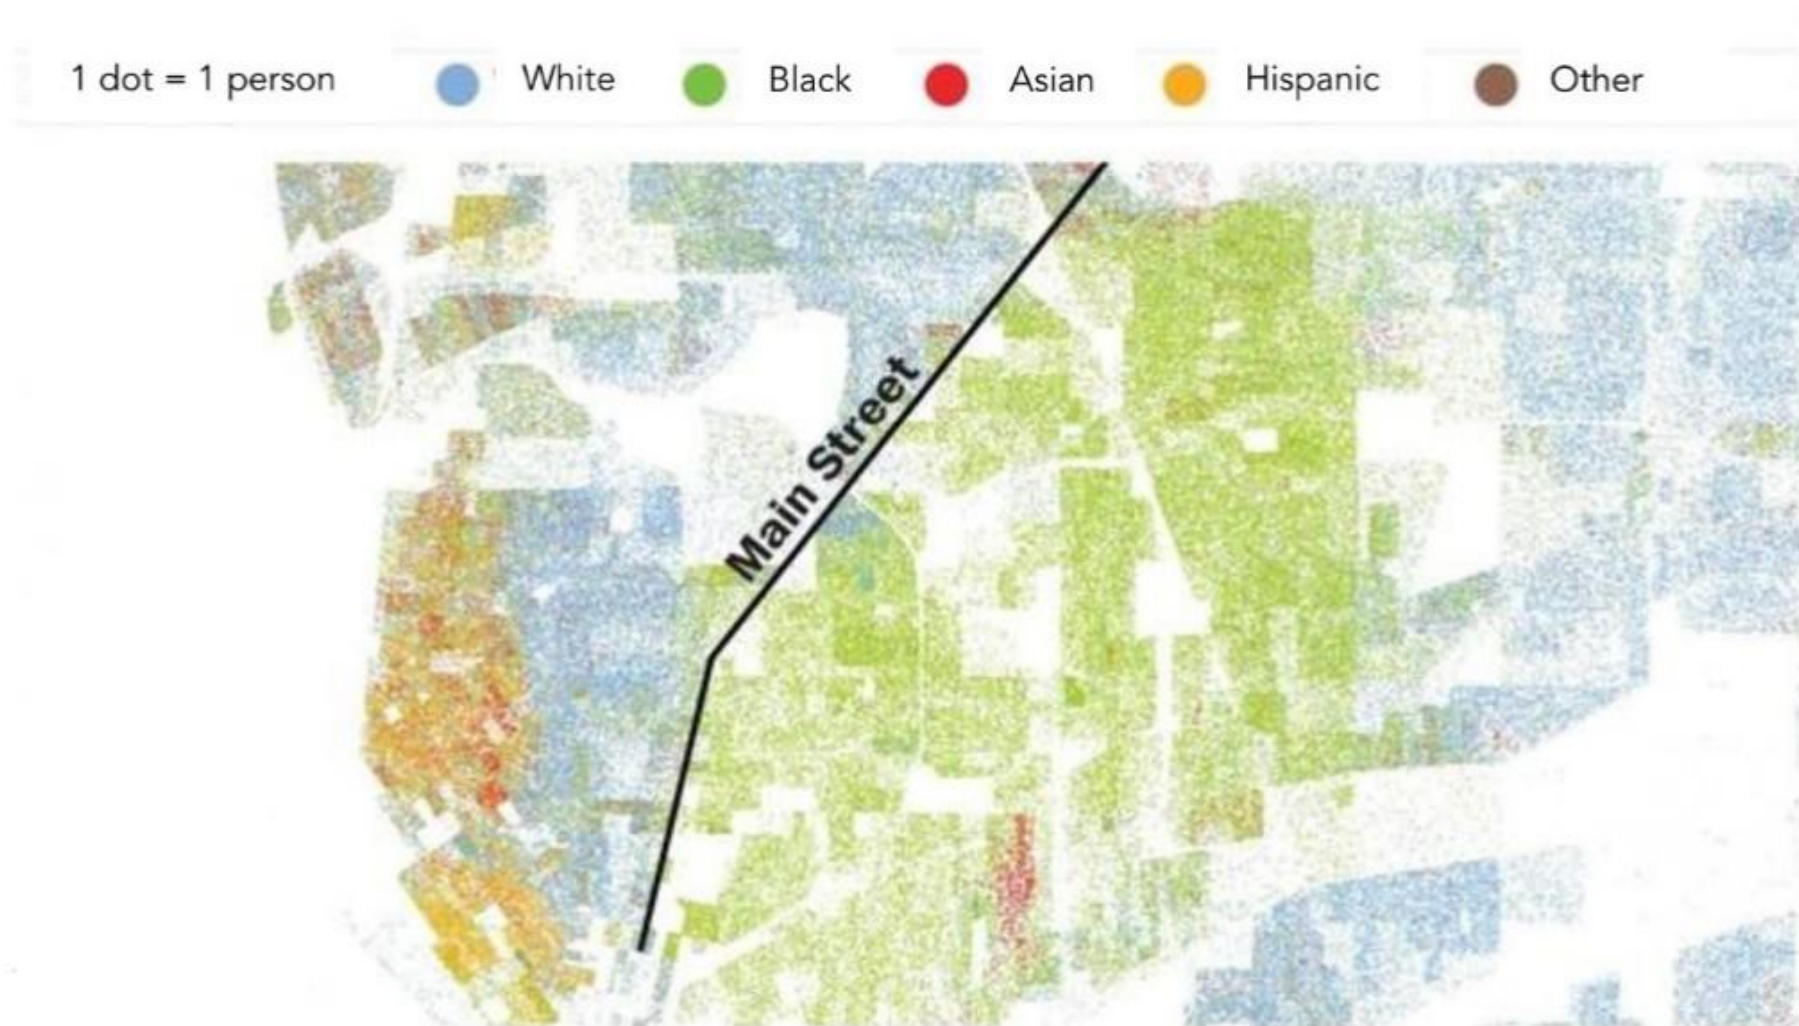 1 dot = 1 person White Black Asian Hispanic Other
Main Street